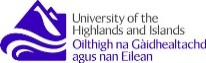 University of the
Highlands and Islands
Oilthigh na Gàidhealtachd
agus nan Eilean